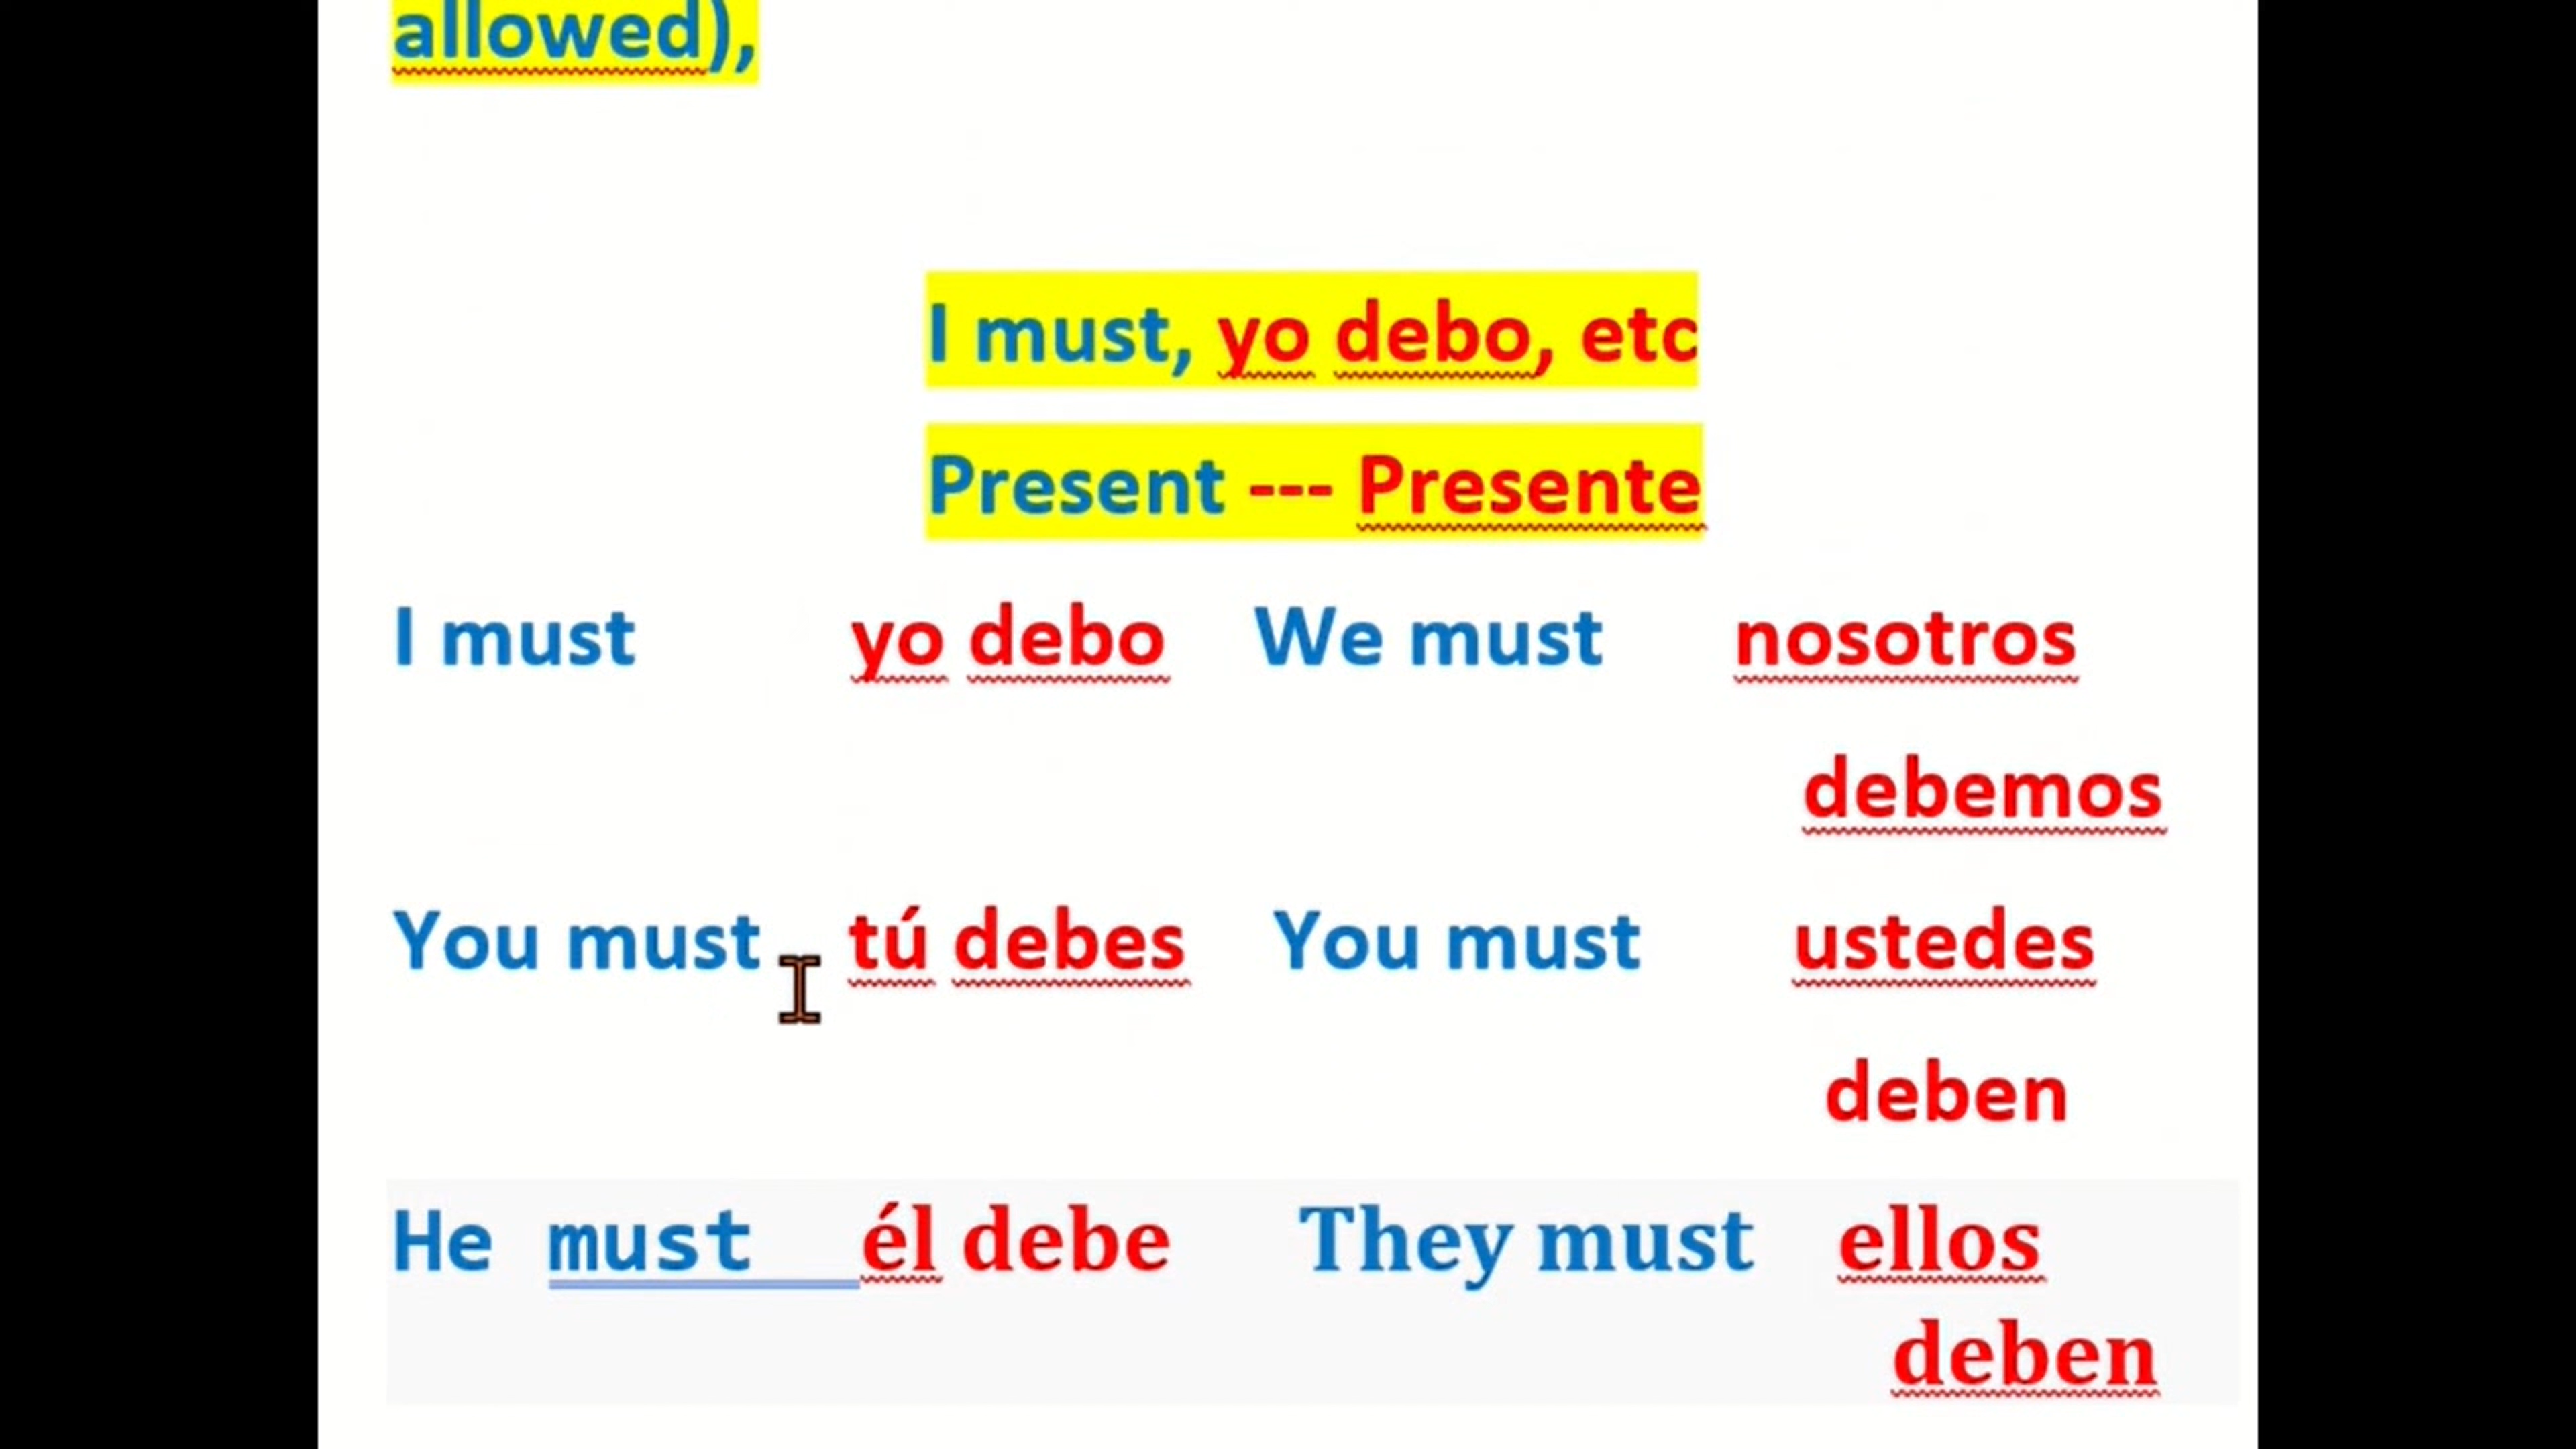 allowed),
I must, yo debo, etc
Present --- Presente
I must yo debo We must nosotros
debemos
You must tú debes You must ustedes
deben
He must él debe They must ellos
deben